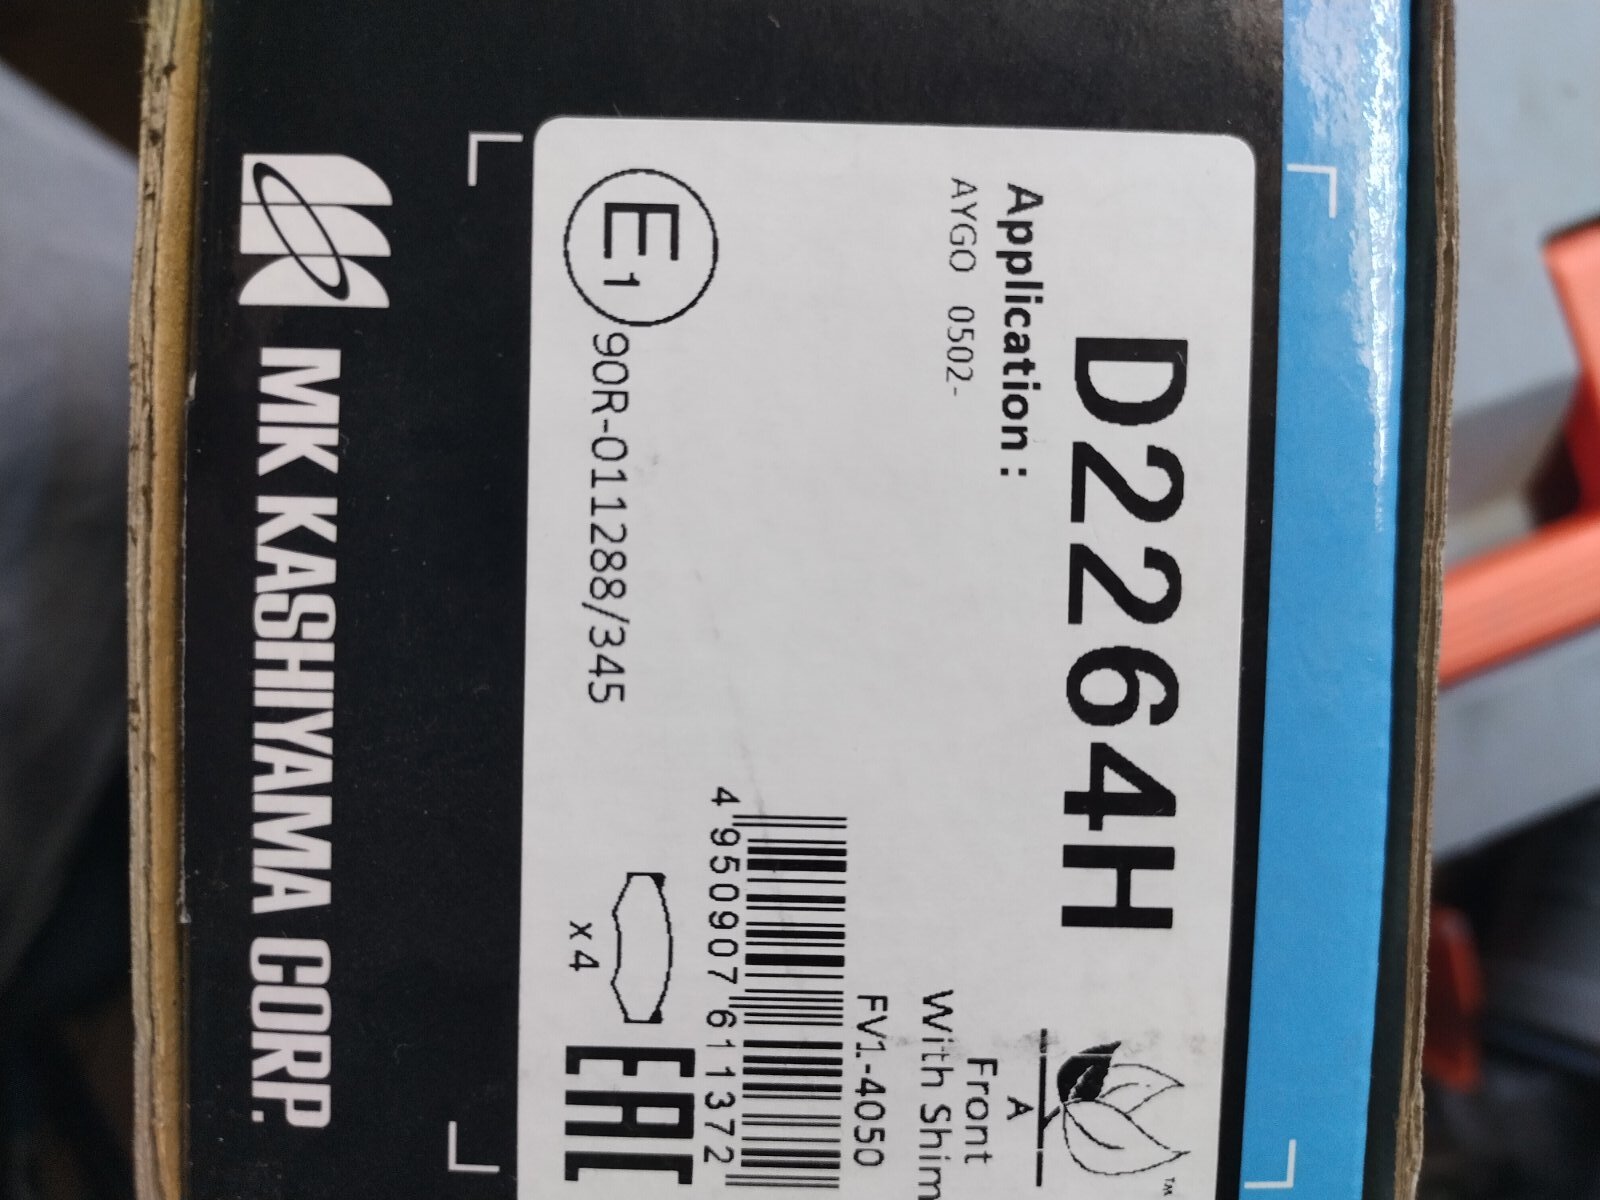 D2264H
A
TM
Application :
Front
AYGO 0502-
With Shim
FV1-4050
4 950907 611372
E1
90R-011288/345
x 4
EAC
MK KASHIYAMA CORP.